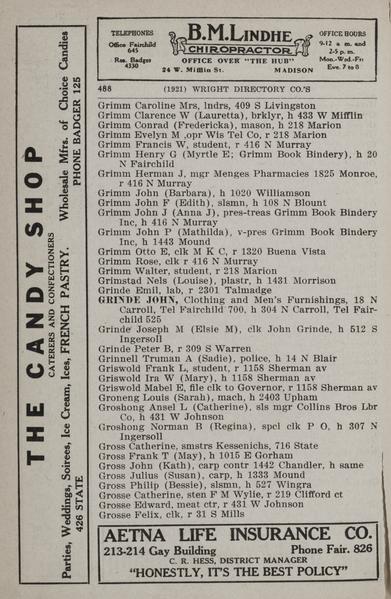 TELEPHONES
Office Fairchild
645
Res. Badger
4330
B.M.LINDHE
CHIROPRACTOR
OFFICE OVER "THE HUB"
24 W. Mifflin St. MADISON
OFFICE HOURS
9-12 a m. and
2-5 p. m.
Mon.-Wed.-Fri
Eve. 7 to 8
THE CANDY SHOP
CATERERS AND CONFECTIONERS
Parties, Weddings, Soirees, Ice Cream, Ices, FRENCH PASTRY. Wholesale Mfrs. of Choice Candies
426 STATE PHONE BADGER 125
488 (1921) WRIGHT DIRECTORY CO.'S
Grimm Caroline Mrs, lndrs, 409 S Livingston
Grimm Clarence W (Lauretta), brklyr, h 433 W Mifflin
Grimm Conrad (Fredericka), mason, h 218 Marion
Grimm Evelyn M ,opr Wis Tel Co, r 218 Marion
Grimm Francis W, student, r 416 N Murray
Grimm Henry G (Myrtle E; Grimm Book Bindery), h 20
N Fairchild
Grimm Herman J, mgr Menges Pharmacies 1825 Monroe,
r 416 N Murray
Grimm John (Barbara), h 1020 Williamson
Grimm John F (Edith), slsmn, h 108 N Blount
Grimm John J (Anna J), pres-treas Grimm Book Bindery
Inc, h 416 N Murray
Grimm John P (Mathilda), v-pres Grimm Book Bindery
Inc, h 1443 Mound
Grimm Otto E, clk M K C, r 1320 Buena Vista
Grimm Rose, clk r 416 N Murray
Grimm Walter, student, r 218 Marion
Grimstad Nels (Louise), plastr, h 1431 Morrison
Grinde Emil, lab, r 2301 Talmadge
GRINDE JOHN, Clothing and Men's Furnishings, 18 N
Carroll, Tel Fairchild 700, h 304 N Carroll, Tel Fair-
child 525
Grinde Joseph M (Elsie M), clk John Grinde, h 512 S
Ingersoll
Grinde Peter B, r 309 S Warren
Grinnell Truman A (Sadie), police, h 14 N Blair
Griswold Frank L, student, r 1158 Sherman av
Griswold Ira W (Mary), h 1158 Sherman av
Griswold Mabel E, file clk to Governor, r 1158 Sherman av
Groneng Louis (Sarah), mach, h 2403 Upham
Groshong Ansel L (Catherine), sls mgr Collins Bros Lbr
Co, h 431 W Johnson
Groshong Norman B (Regina), spcl clk P O, h 307 N
Ingersoll
Gross Catherine, smstrs Kessenichs, 716 State
Gross Frank T (May), h 1015 E Gorham
Gross John (Kath), carp contr 1442 Chandler, h same
Gross Julius (Susan), carp, h 1333 Mound
Gross Philip (Bessie), slsmn, h 527 Wingra
Grosse Catherine, sten F M Wylie, r 219 Clifford ct
Grosse Edward, meat ctr, r 431 W Johnson
Grosse Felix, clk, r 31 S Mills
AETNA LIFE INSURANCE CO.
213-214 Gay Building Phone Fair. 826
C. R. HESS, DISTRICT MANAGER
"HONESTLY, IT'S THE BEST POLICY"